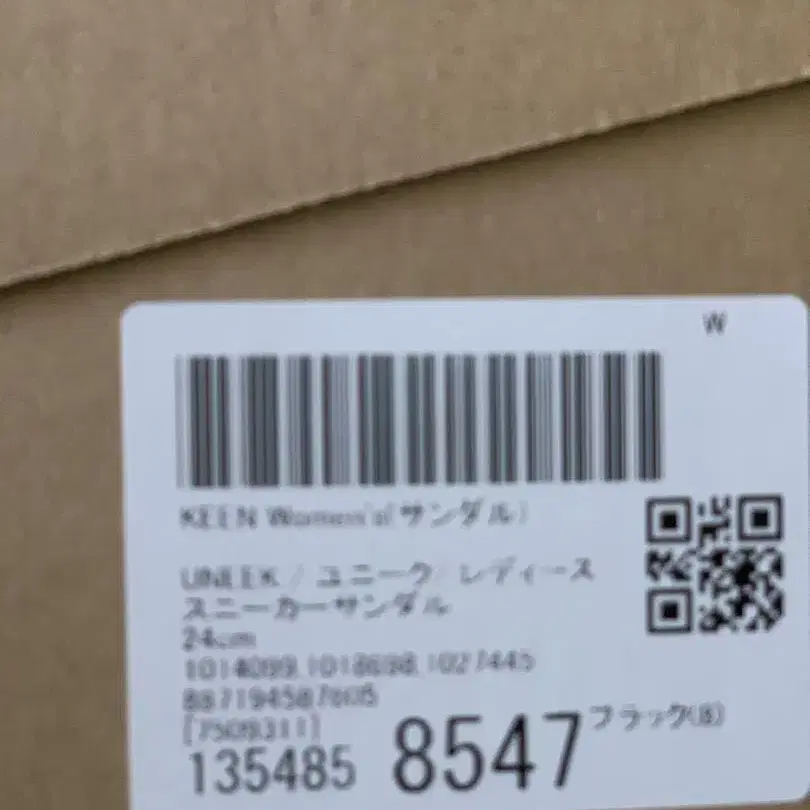 W
KEEN Women's(サンダル)
UNEEK / ユニーク/ レディース
スニーカーサンダル
24cm
1014099,1018698,1027445
887194587605
[7509311]
135485 8547 ブラック(B)